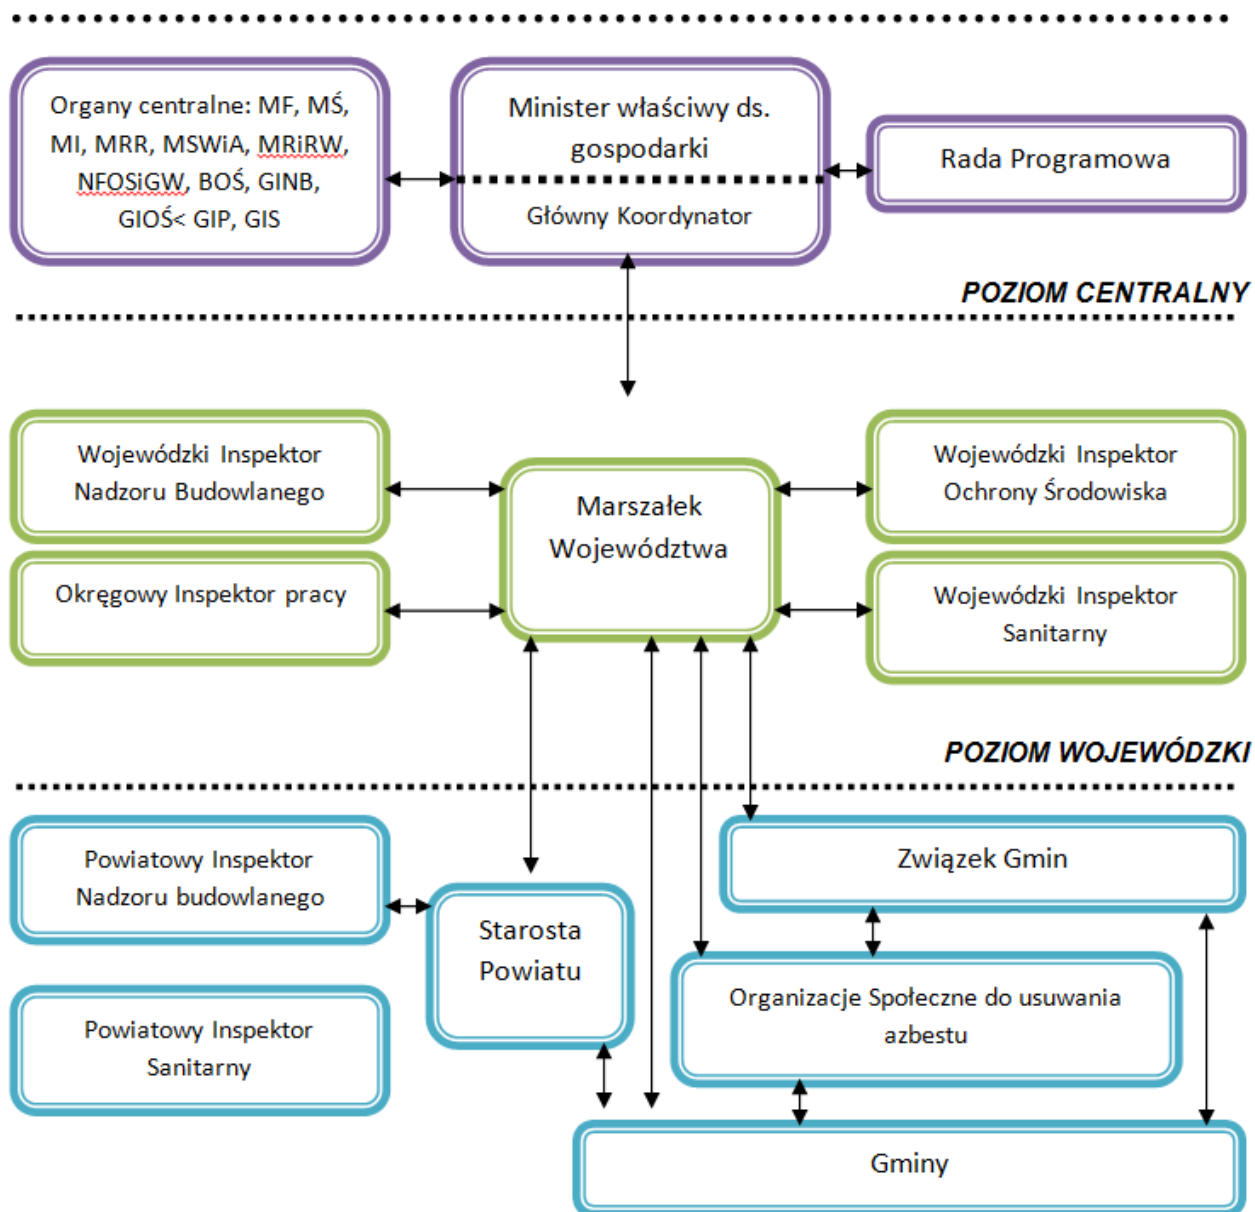 Organy centralne: MF, MŚ,
MI, MRR, MSWiA, MRiRW,
NFOSiGW, BOŚ, GINB,
GIOŚ< GIP, GIS
Minister właściwy ds.
gospodarki
Główny Koordynator
Rada Programowa
POZIOM CENTRALNY
Wojewódzki Inspektor
Nadzoru Budowlanego
Okręgowy Inspektor pracy
Marszałek
Województwa
Wojewódzki Inspektor
Ochrony Środowiska
Wojewódzki Inspektor
Sanitarny
POZIOM WOJEWÓDZKI
Powiatowy Inspektor
Nadzoru budowlanego
Powiatowy Inspektor
Sanitarny
Starosta
Powiatu
Związek Gmin
Organizacje Społeczne do usuwania
azbestu
Gminy